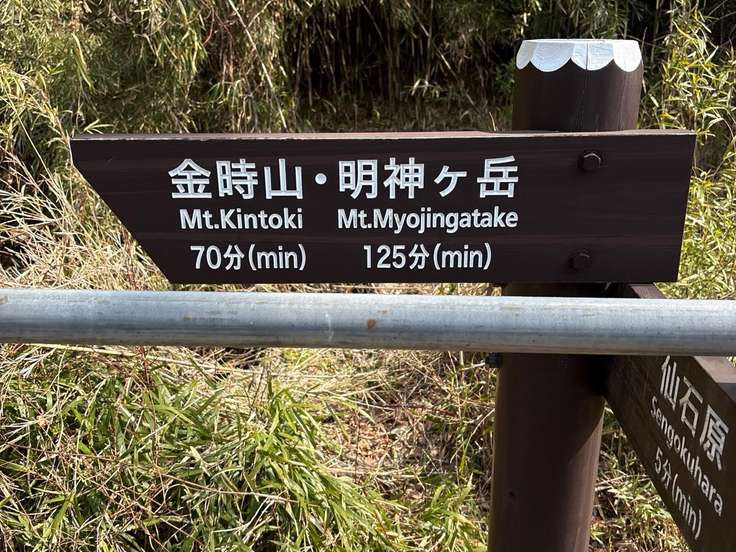 金時山・明神ヶ岳
Mt.Kintoki Mt.Myojingatake
70分(min) 125分(min)
仙石原
Sengokuhara
5分(min)